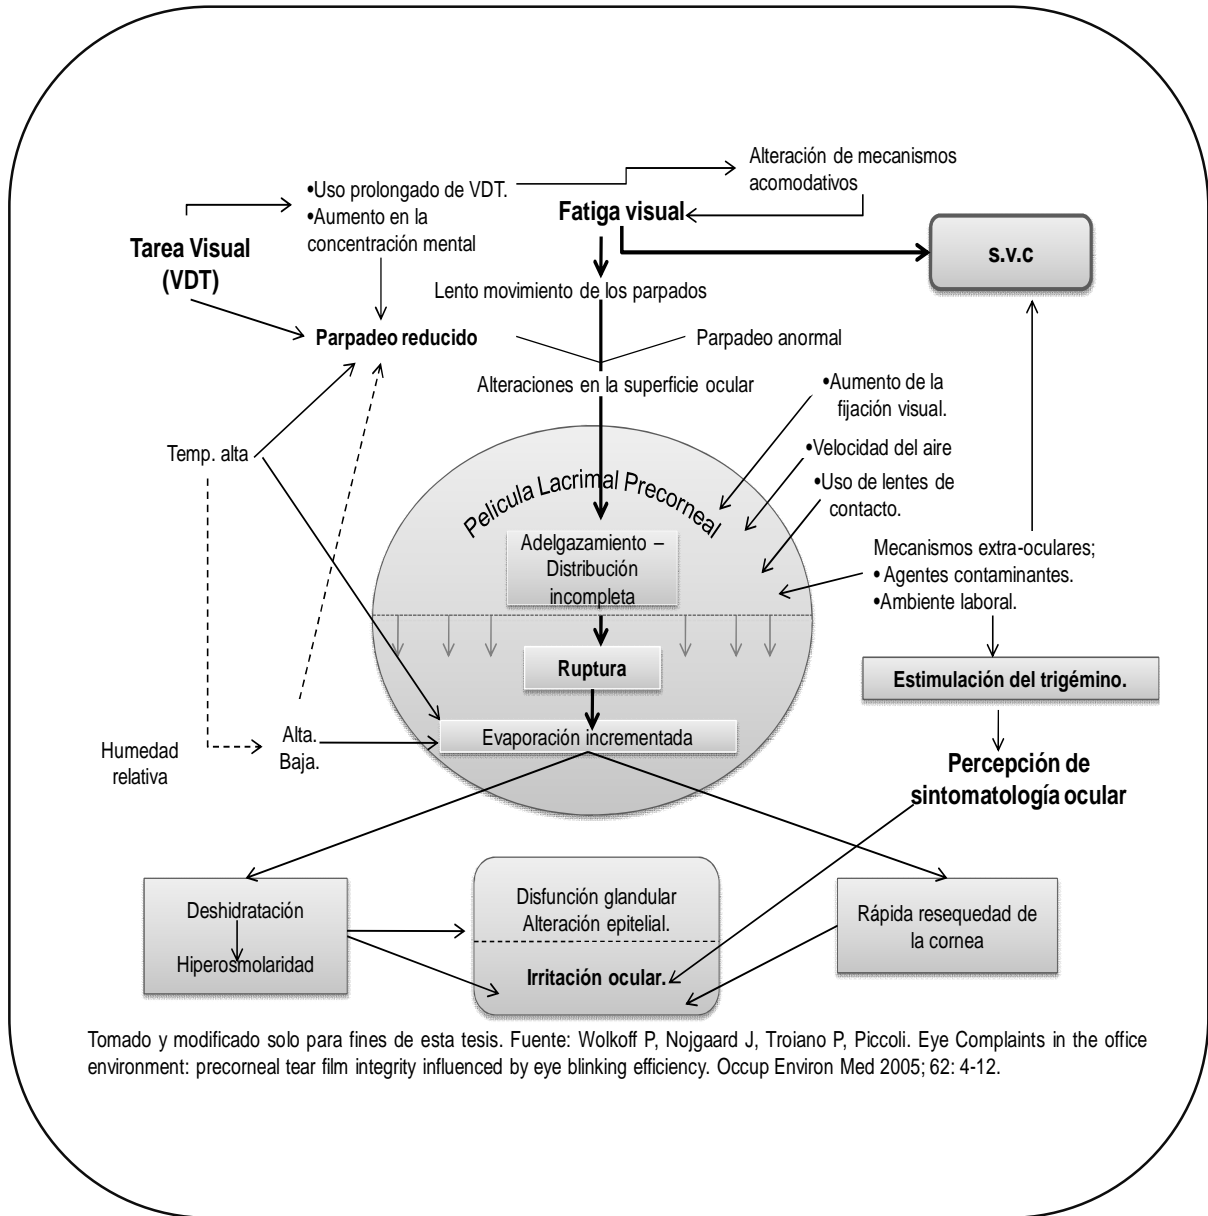 •Uso prolongado de VDT.
•Aumento en la
concentración mental
Alteración de mecanismos
acomodativos
Fatiga visual
Tarea Visual
(VDT)
s.v.c
Lento movimiento de los parpados
Parpadeo reducido
Parpadeo anormal
Alteraciones en la superficie ocular
•Aumento de la
fijación visual.
•Velocidad del aire
•Uso de lentes de
contacto.
Temp. alta
Pelicula Lacrimal Precorneal
Adelgazamiento –
Distribución
incompleta
Mecanismos extra-oculares;
• Agentes contaminantes.
•Ambiente laboral.
Ruptura
Estimulación del trigémino.
Evaporación incrementada
Humedad
relativa
Alta.
Baja.
Percepción de
sintomatología ocular
Deshidratación
Hiperosmolaridad
Disfunción glandular
Alteración epitelial.
Irritación ocular.
Rápida resequedad de
la cornea
Tomado y modificado solo para fines de esta tesis. Fuente: Wolkoff P, Nojgaard J, Troiano P, Piccoli. Eye Complaints in the office
environment: precorneal tear film integrity influenced by eye blinking efficiency. Occup Environ Med 2005; 62: 4-12.